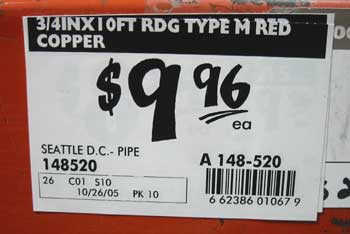 3/4INX10FT RDG TYPE M RED
COPPER
$9 96
ea
SEATTLE D.C.- PIPE
148520 A 148-520
26 C01 S10
10/26/05 PK 10
6 62386 01067 9